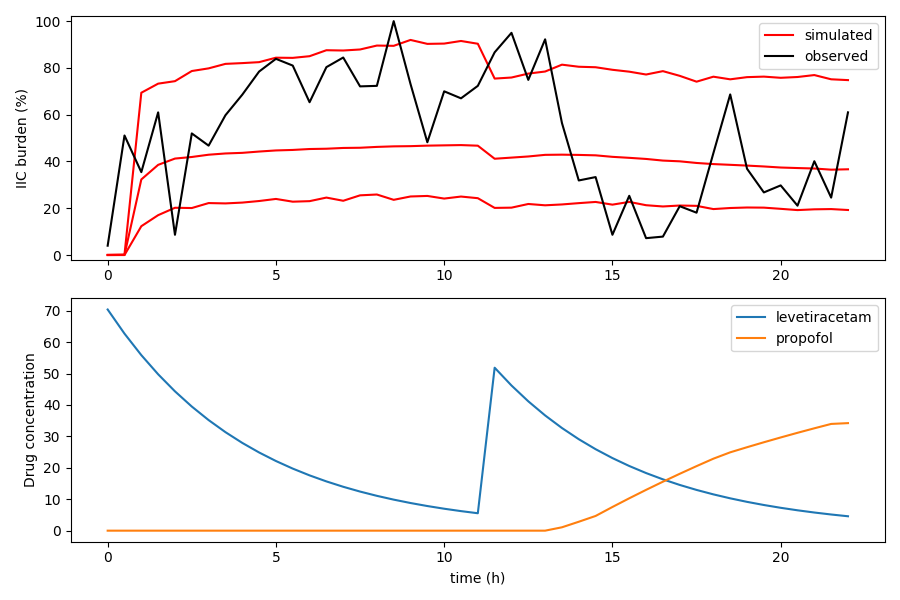 IIC burden (%)
100
80
60
40
20
0
simulated
observed
0 5 10 15 20
Drug concentration
70
60
50
40
30
20
10
0
levetiracetam
propofol
0 5 10 15 20
time (h)